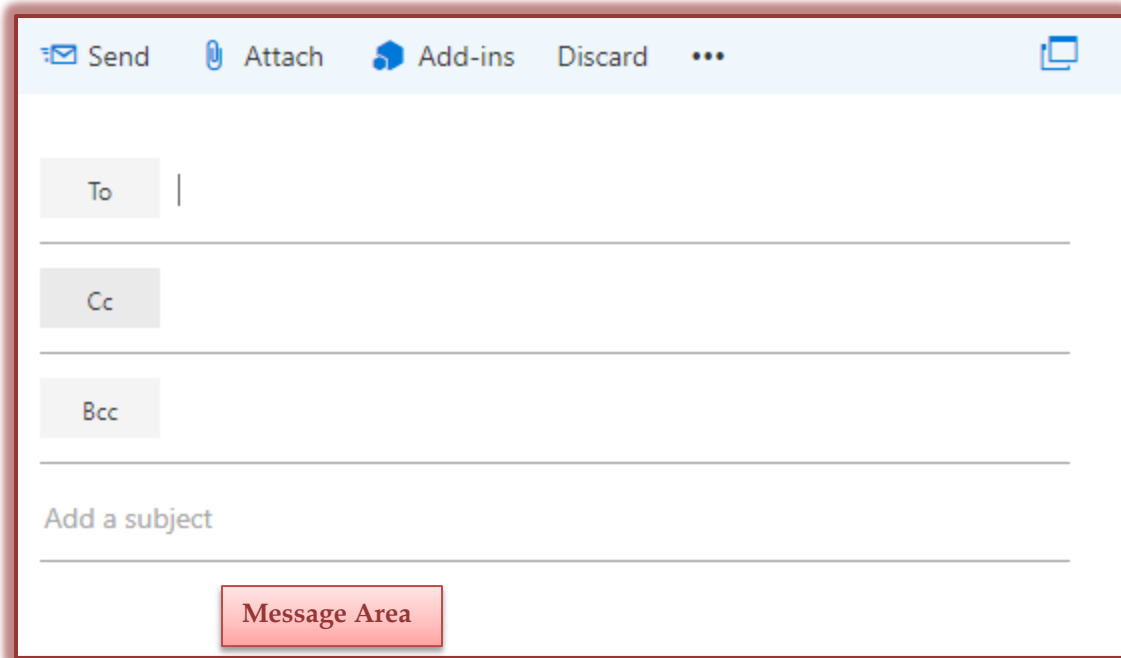 Send Attach Add-ins Discard •••
To
Cc
Bcc
Add a subject
Message Area